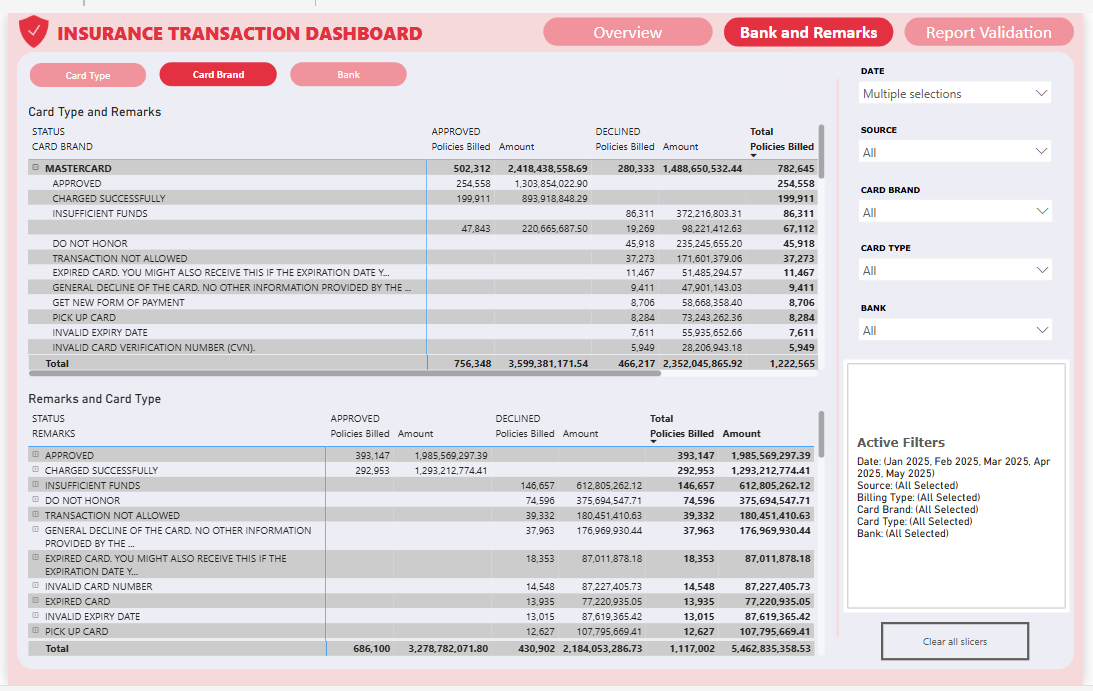 INSURANCE TRANSACTION DASHBOARD
Overview
Bank and Remarks
Report Validation
Card Type
Card Brand
Bank
Card Type and Remarks
STATUS APPROVED DECLINED Total
CARD BRAND Policies Billed Amount Policies Billed Amount Policies Billed
MASTERCARD 502,312 2,418,438,558.69 280,333 1,488,650,532.44 782,645
APPROVED 254,558 1,303,854,022.90 254,558
CHARGED SUCCESSFULLY 199,911 893,918,848.29 199,911
INSUFFICIENT FUNDS 86,311 372,216,803.31 86,311
47,843 220,665,687.50 19,269 98,221,412.63 67,112
DO NOT HONOR 45,918 235,245,655.20 45,918
TRANSACTION NOT ALLOWED 37,273 171,601,379.06 37,273
EXPIRED CARD. YOU MIGHT ALSO RECEIVE THIS IF THE EXPIRATION DATE Y... 11,467 51,485,294.57 11,467
GENERAL DECLINE OF THE CARD. NO OTHER INFORMATION PROVIDED BY THE ... 9,411 47,901,143.03 9,411
GET NEW FORM OF PAYMENT 8,706 58,668,358.40 8,706
PICK UP CARD 8,284 73,243,262.36 8,284
INVALID EXPIRY DATE 7,611 55,935,652.66 7,611
INVALID CARD VERIFICATION NUMBER (CVN). 5,949 28,206,943.18 5,949
Total 756,348 3,599,381,171.54 466,217 2,352,045,865.92 1,222,565
Remarks and Card Type
STATUS APPROVED DECLINED Total
REMARKS Policies Billed Amount Policies Billed Amount Policies Billed Amount
APPROVED 393,147 1,985,569,297.39 393,147 1,985,569,297.39
CHARGED SUCCESSFULLY 292,953 1,293,212,774.41 292,953 1,293,212,774.41
INSUFFICIENT FUNDS 146,657 612,805,262.12 146,657 612,805,262.12
DO NOT HONOR 74,596 375,694,547.71 74,596 375,694,547.71
TRANSACTION NOT ALLOWED 39,332 180,451,410.63 39,332 180,451,410.63
GENERAL DECLINE OF THE CARD. NO OTHER INFORMATION 37,963 176,969,930.44 37,963 176,969,930.44
PROVIDED BY THE ...
EXPIRED CARD. YOU MIGHT ALSO RECEIVE THIS IF THE 18,353 87,011,878.18 18,353 87,011,878.18
EXPIRATION DATE Y...
INVALID CARD NUMBER 14,548 87,227,405.73 14,548 87,227,405.73
EXPIRED CARD 13,935 77,220,935.05 13,935 77,220,935.05
INVALID EXPIRY DATE 13,015 87,619,365.42 13,015 87,619,365.42
PICK UP CARD 12,627 107,795,669.41 12,627 107,795,669.41
Total 686,100 3,278,782,071.80 430,902 2,184,053,286.73 1,117,002 5,462,835,358.53
DATE
Multiple selections
SOURCE
All
CARD BRAND
All
CARD TYPE
All
BANK
All
Active Filters
Date: (Jan 2025, Feb 2025, Mar 2025, Apr
2025, May 2025)
Source: (All Selected)
Billing Type: (All Selected)
Card Brand: (All Selected)
Card Type: (All Selected)
Bank: (All Selected)
Clear all slicers